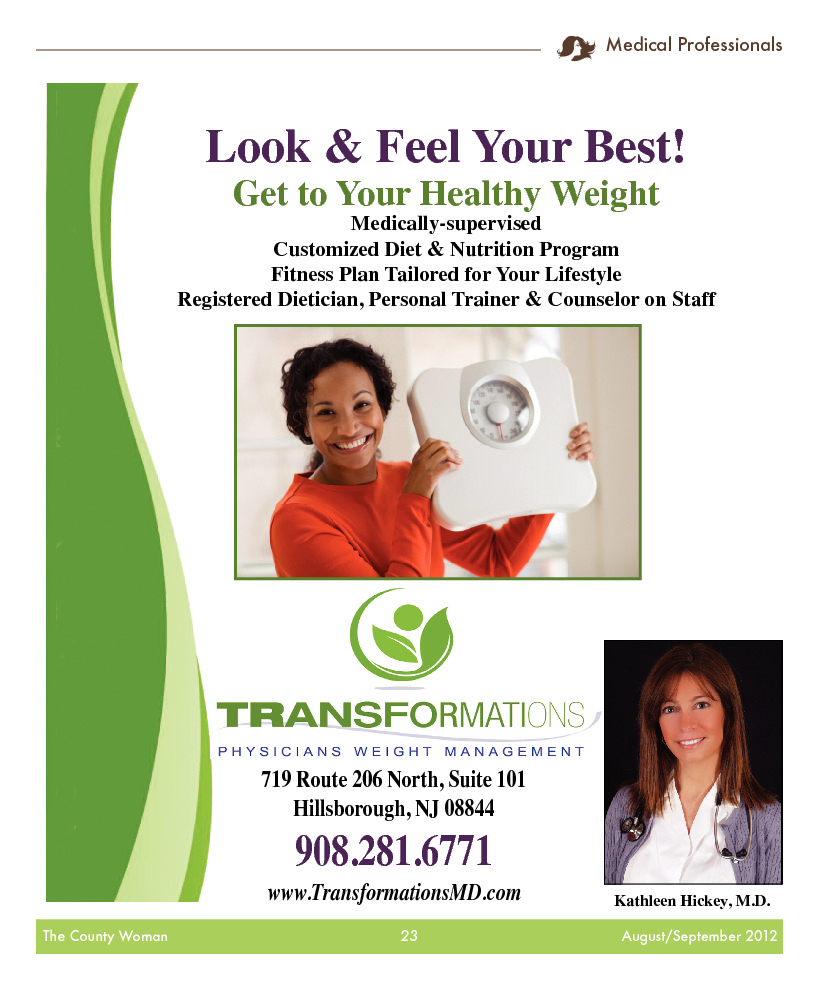 Medical Professionals
Look & Feel Your Best!
Get to Your Healthy Weight
Medically-supervised
Customized Diet & Nutrition Program
Fitness Plan Tailored for Your Lifestyle
Registered Dietician, Personal Trainer & Counselor on Staff
TRANSFORMATIONS
PHYSICIANS WEIGHT MANAGEMENT
719 Route 206 North, Suite 101
Hillsborough, NJ 08844
908.281.6771
www.TransformationsMD.com
Kathleen Hickey, M.D.
The County Woman 23 August/September 2012